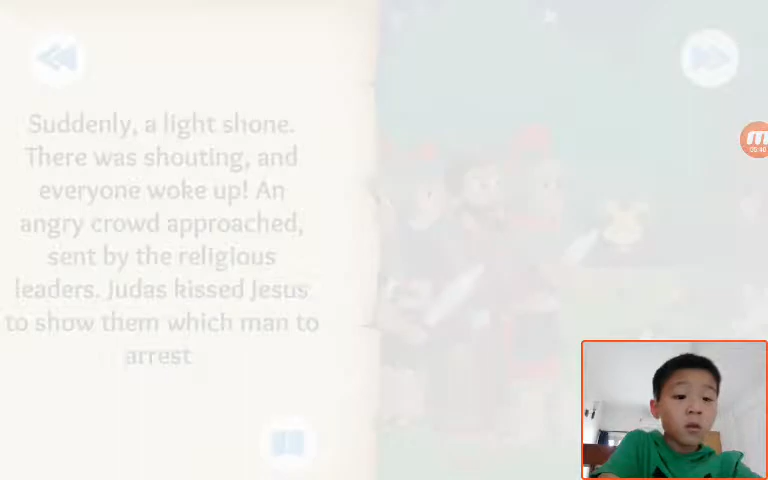 Suddenly, a light shone.
There was shouting, and
everyone woke up! An
angry crowd approached,
sent by the religious
leaders. Judas kissed Jesus
to show them which man to
arrest